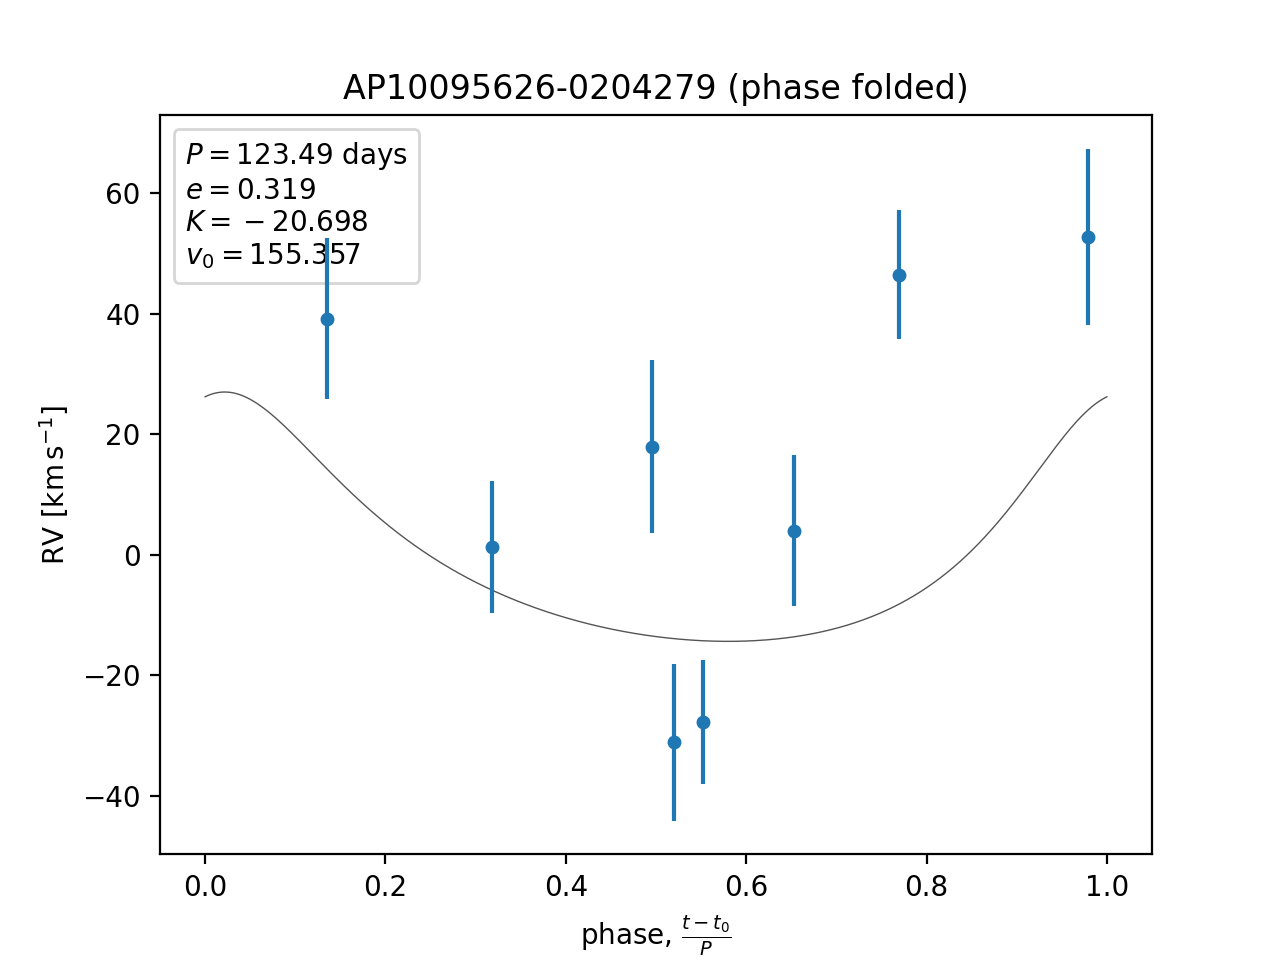 AP10095626-0204279 (phase folded)
P = 123.49 days
e = 0.319
K = −20.698
v₀ = 155.357
60
40
20
0
−20
−40
RV [km s⁻¹]
0.0 0.2 0.4 0.6 0.8 1.0
phase, (t − t₀)/P